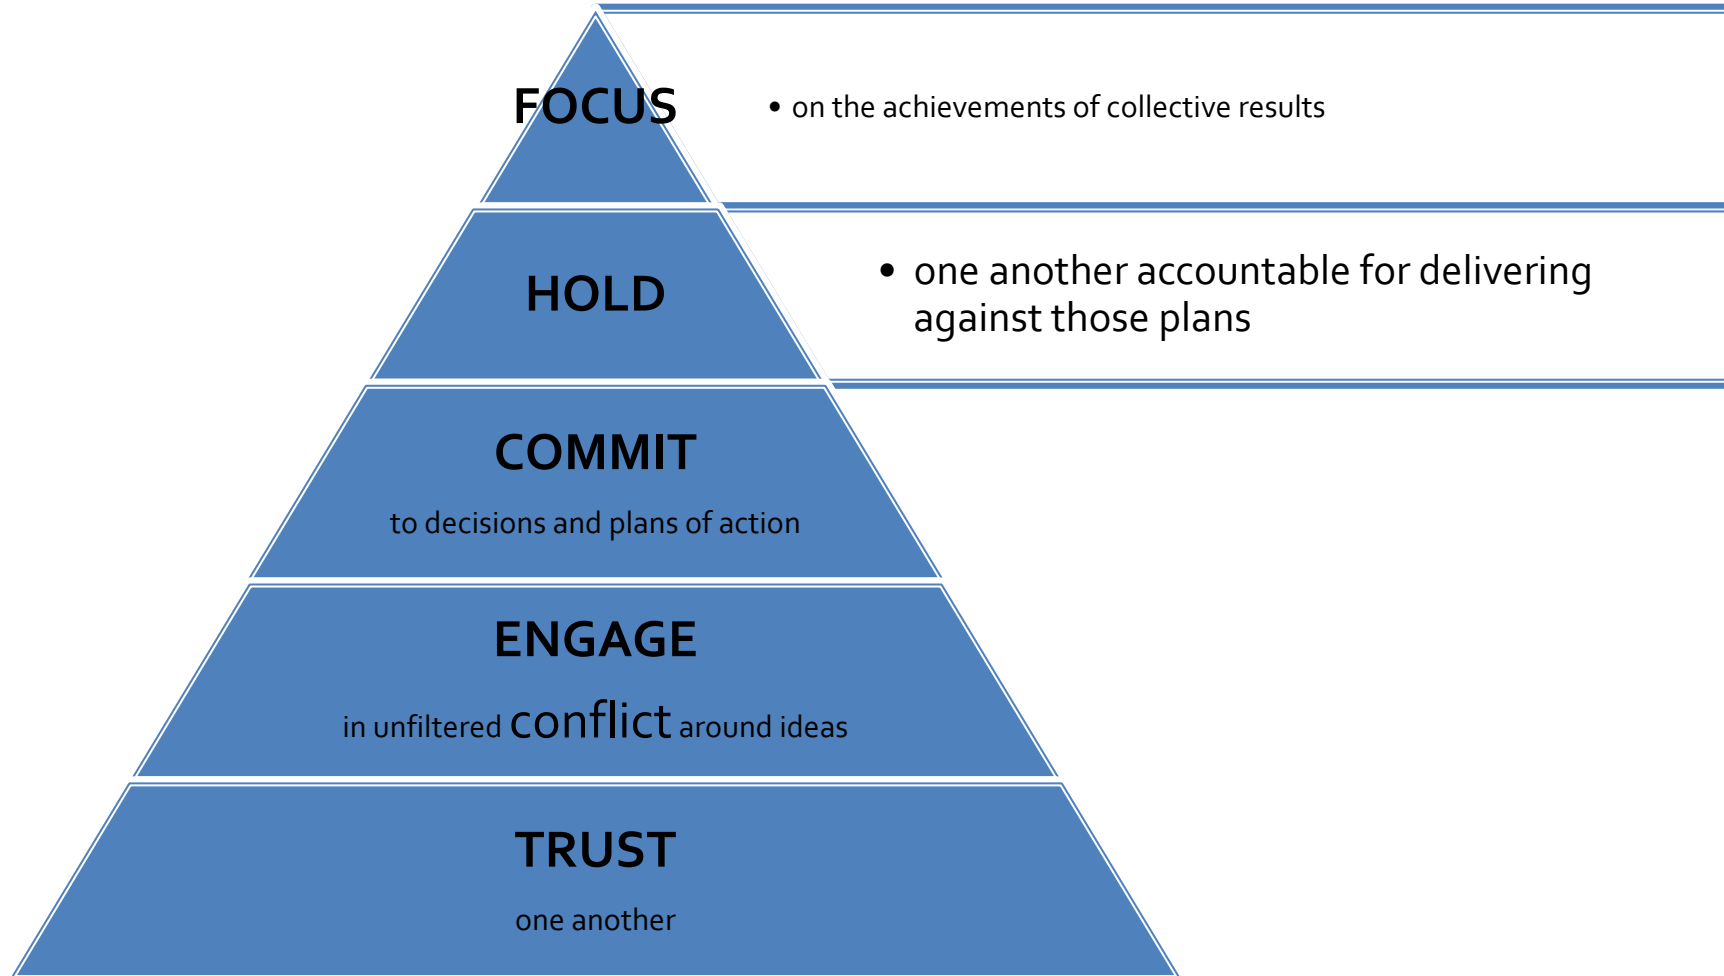 FOCUS
• on the achievements of collective results
HOLD
• one another accountable for delivering
against those plans
COMMIT
to decisions and plans of action
ENGAGE
in unfiltered conflict around ideas
TRUST
one another